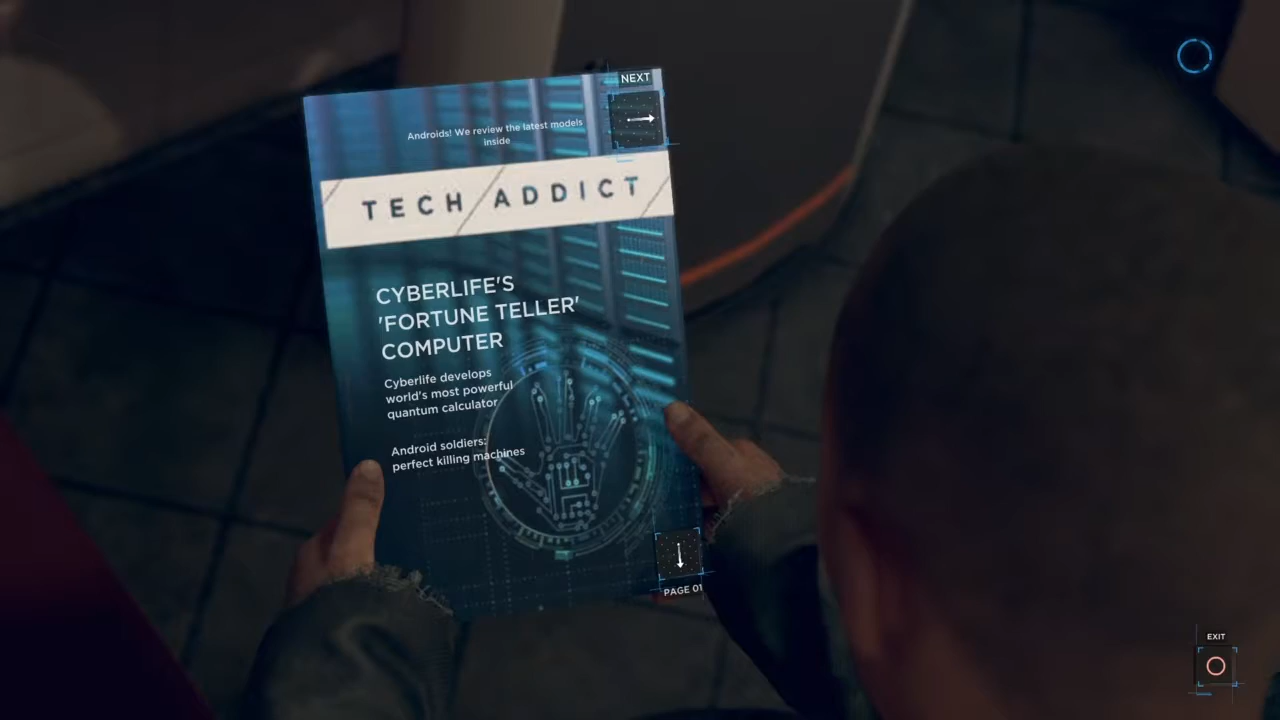 NEXT
Androids! We review the latest models
inside
TECH ADDICT
CYBERLIFE'S
'FORTUNE TELLER'
COMPUTER
Cyberlife develops
world's most powerful
quantum calculator
Android soldiers:
perfect killing machines
PAGE 01
EXIT